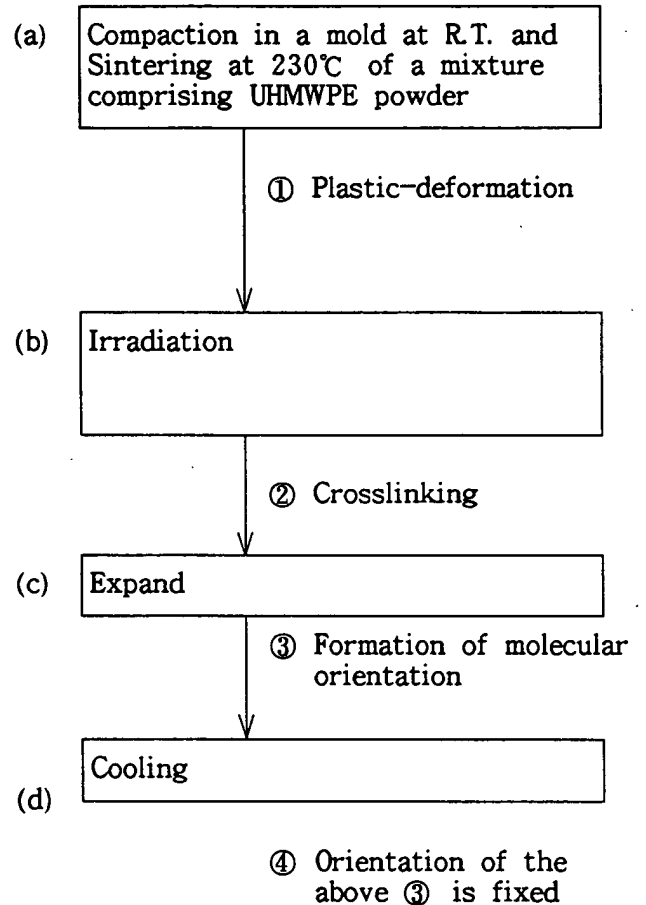 (a) Compaction in a mold at R.T. and
Sintering at 230℃ of a mixture
comprising UHMWPE powder
① Plastic-deformation
(b) Irradiation
② Crosslinking
(c) Expand
③ Formation of molecular
orientation
Cooling
(d)
④ Orientation of the
above ③ is fixed